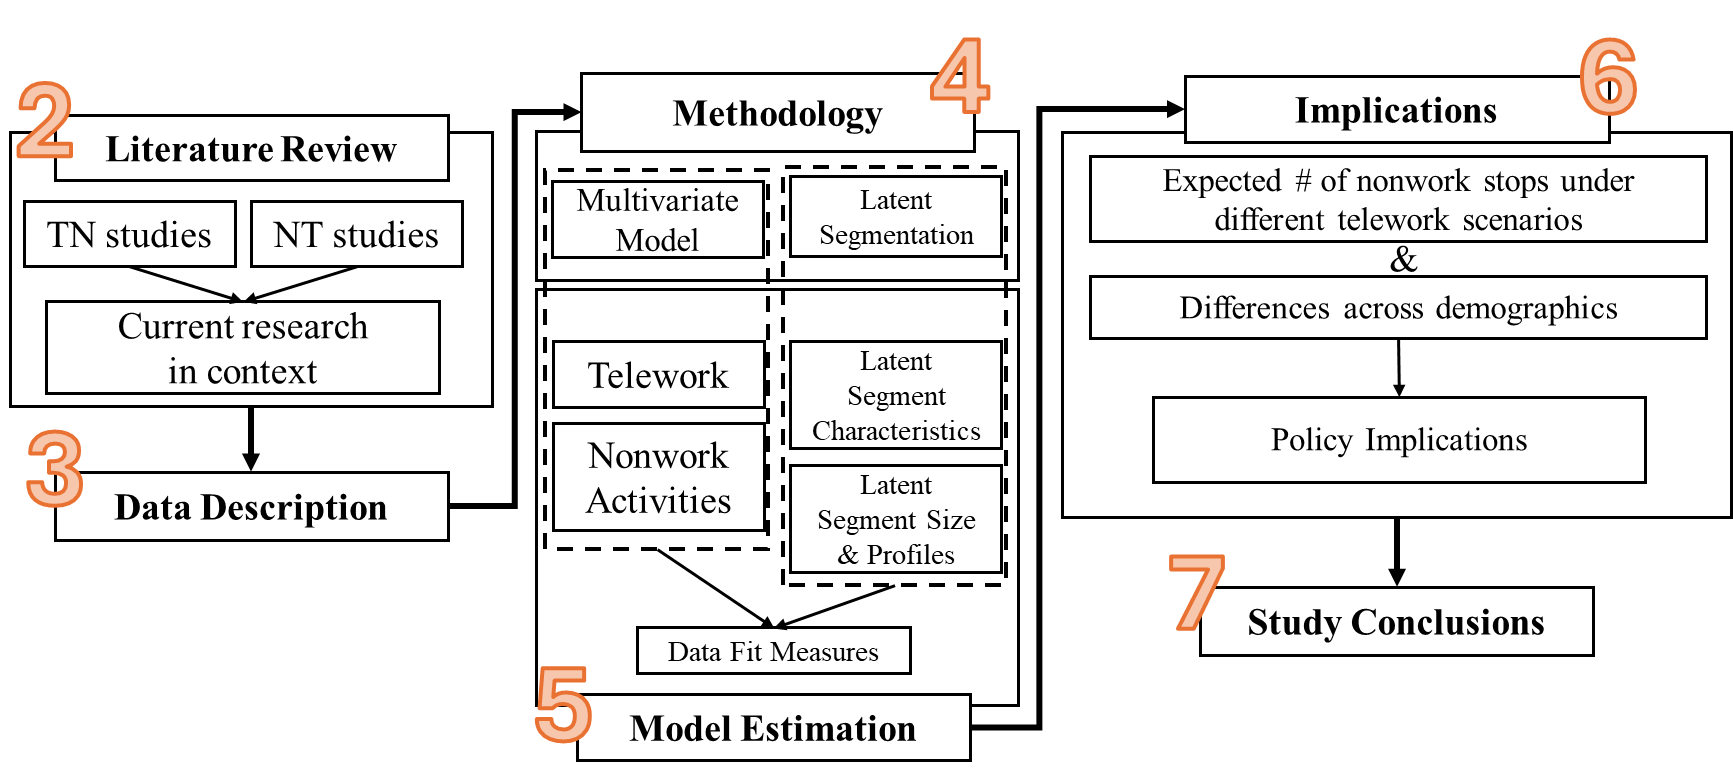 2
Literature Review
TN studies
NT studies
Current research
in context
3
Data Description
4
Methodology
Multivariate
Model
Latent
Segmentation
Telework
Nonwork
Activities
Latent
Segment
Characteristics
Latent
Segment Size
& Profiles
Data Fit Measures
5
Model Estimation
6
Implications
Expected # of nonwork stops under
different telework scenarios
&
Differences across demographics
Policy Implications
7
Study Conclusions